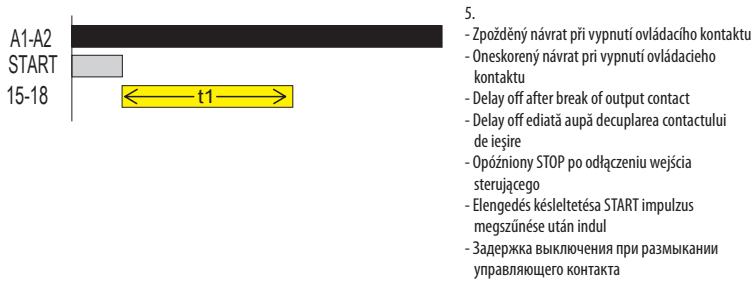 A1-A2
START
15-18
t1
5.
- Zpožděný návrat při vypnutí ovládacího kontaktu
- Oneskorený návrat pri vypnutí ovládacieho
kontaktu
- Delay off after break of output contact
- Delay off ediată aupă decuplarea contactului
de ieşire
- Opóźniony STOP po odłączeniu wejścia
sterującego
- Elengedés késleltetésa START impulzus
megszűnése után indul
- Задержка выключения при размыкании
управляющего контакта